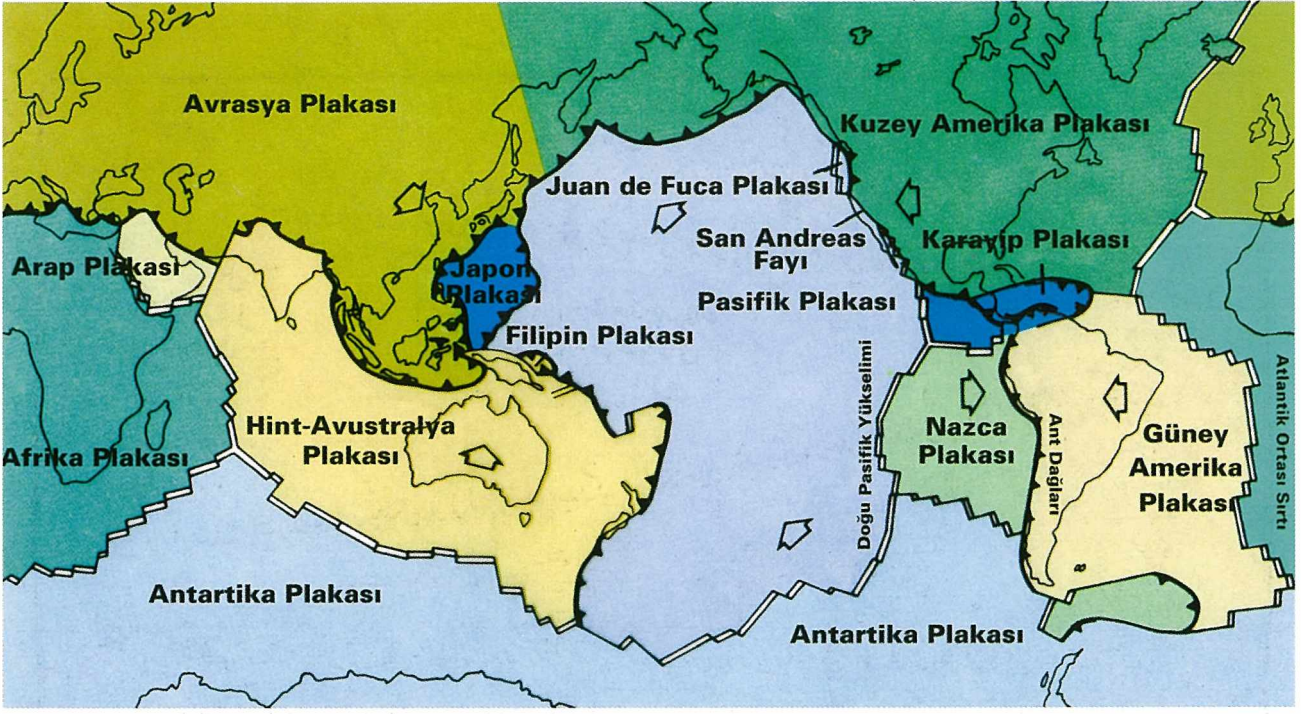 Avrasya Plakası
Kuzey Amerika Plakası
Juan de Fuca Plakası
San Andreas
Fayı
Karayip Plakası
Arap Plakası
Japon
Plakası
Pasifik Plakası
Filipin Plakası
Hint-Avustralya
Plakası
Afrika Plakası
Doğu Pasifik Yükselimi
Nazca
Plakası
Ant Dağları
Güney
Amerika
Plakası
Atlantik Ortası Sırtı
Antartika Plakası
Antartika Plakası